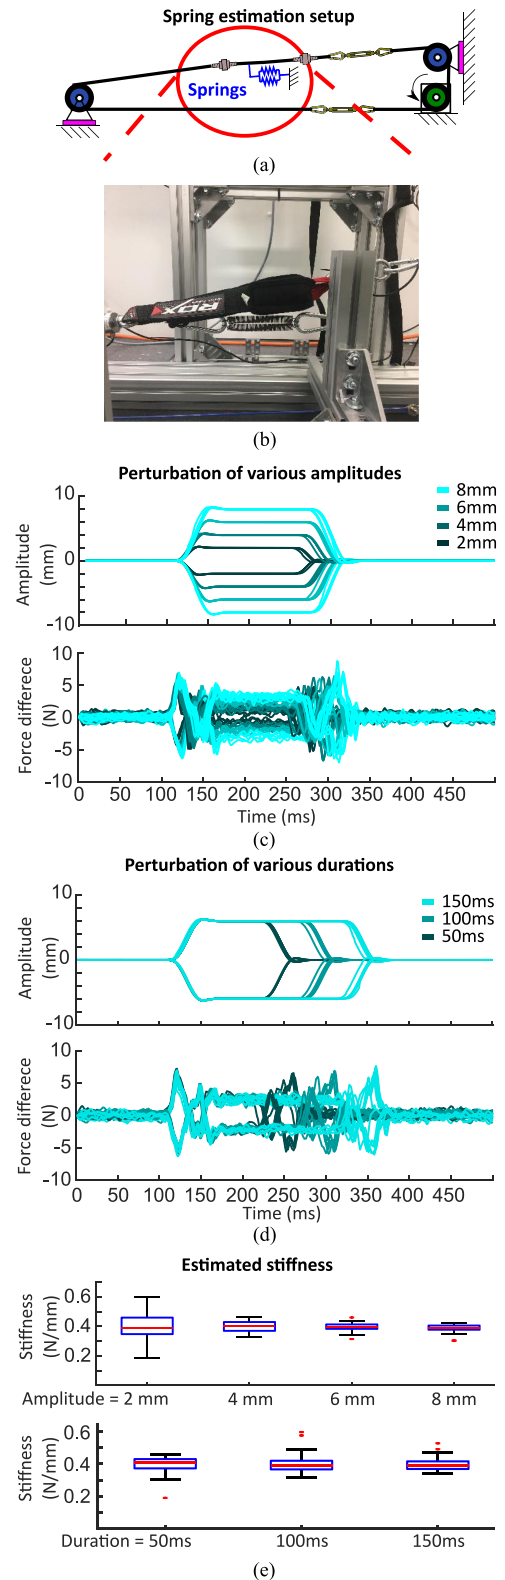 Spring estimation setup
Springs
(a)
RDX
(b)
Perturbation of various amplitudes
10
0
-10
Amplitude
(mm)
8mm
6mm
4mm
2mm
10
5
0
-5
-10
Force differece
(N)
0 50 100 150 200 250 300 350 400 450
Time (ms)
(c)
Perturbation of various durations
10
0
-10
Amplitude
(mm)
150ms
100ms
50ms
10
5
0
-5
-10
Force differece
(N)
0 50 100 150 200 250 300 350 400 450
Time (ms)
(d)
Estimated stiffness
0.6
0.4
0.2
Stiffness
(N/mm)
Amplitude = 2 mm 4 mm 6 mm 8 mm
0.6
0.4
0.2
Stiffness
(N/mm)
Duration = 50ms 100ms 150ms
(e)